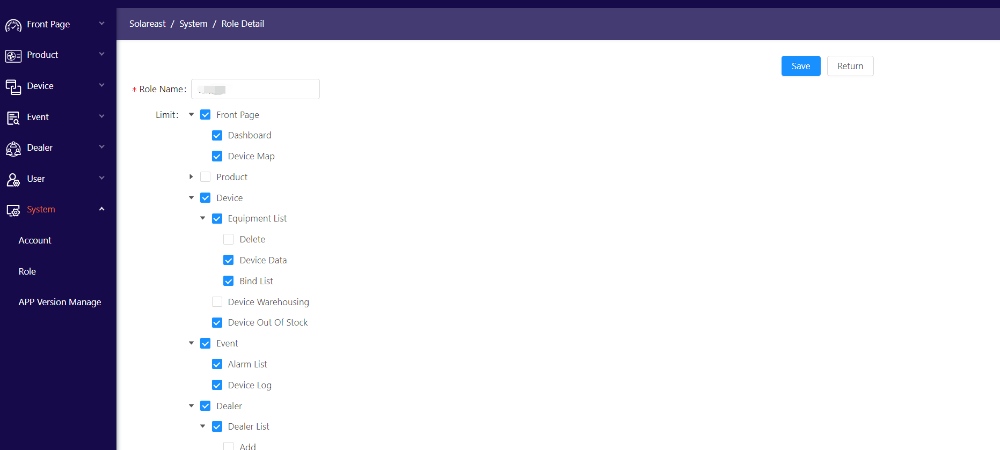 Front Page
Product
Device
Event
Dealer
User
System
Account
Role
APP Version Manage
Solareast / System / Role Detail
Save
Return
* Role Name:
Limit:
Front Page
Dashboard
Device Map
Product
Device
Equipment List
Delete
Device Data
Bind List
Device Warehousing
Device Out Of Stock
Event
Alarm List
Device Log
Dealer
Dealer List
Add